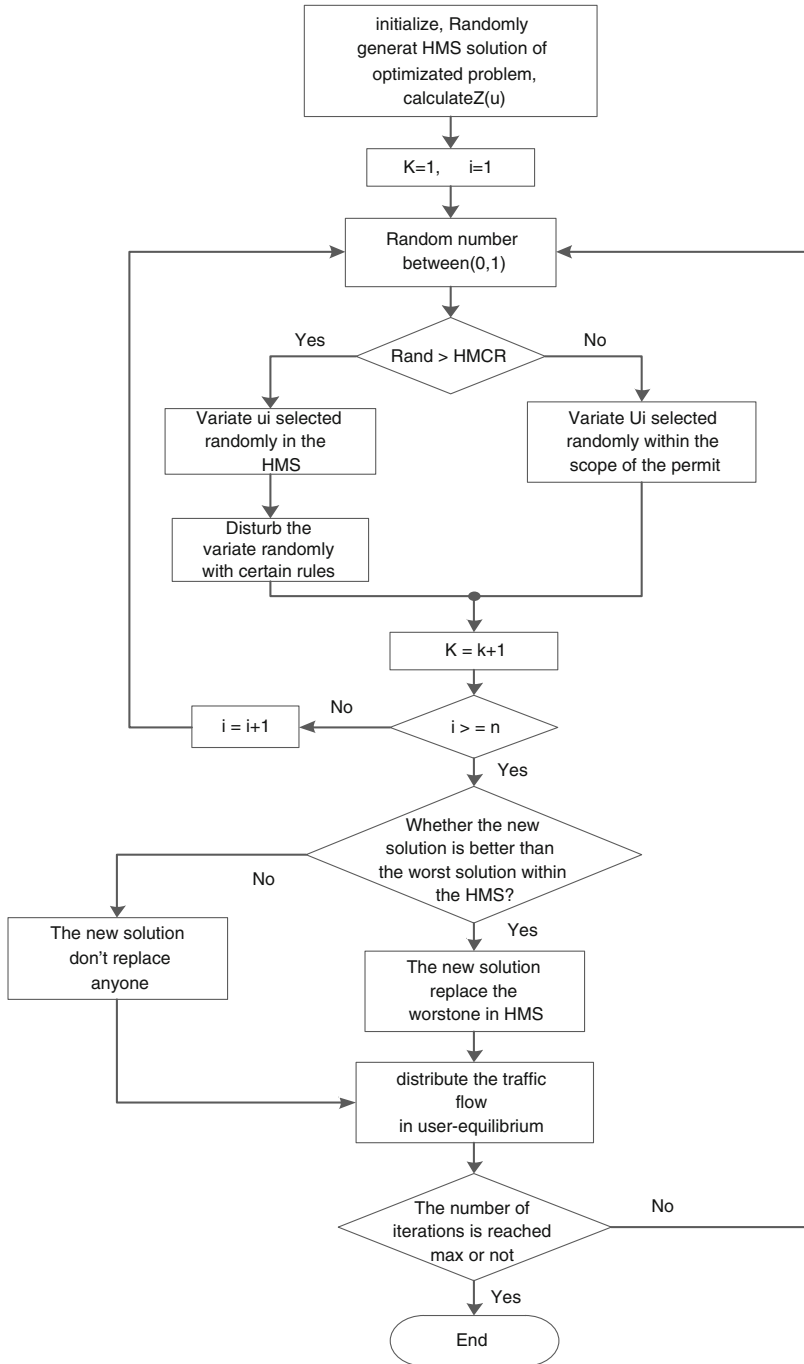 initialize, Randomly
generat HMS solution of
optimizated problem,
calculateZ(u)
K=1, i=1
Random number
between(0,1)
Yes
Rand > HMCR
No
Variate ui selected
randomly in the
HMS
Variate Ui selected
randomly within the
scope of the permit
Disturb the
variate randomly
with certain rules
K = k+1
No
i = i+1
i > = n
Yes
Whether the new
solution is better than
the worst solution within
the HMS?
No
Yes
The new solution
don't replace
anyone
The new solution
replace the
worstone in HMS
distribute the traffic
flow
in user-equilibrium
The number of
iterations is reached
max or not
No
Yes
End